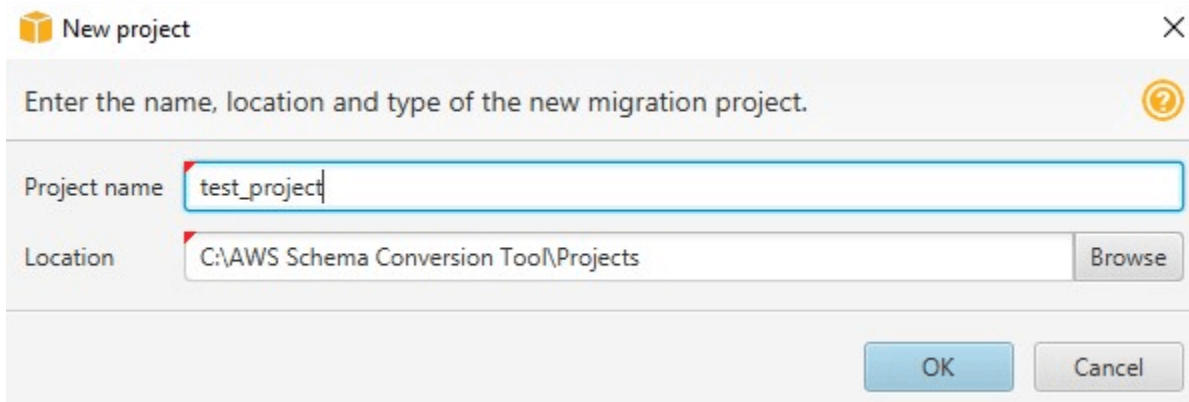 New project
Enter the name, location and type of the new migration project.
Project name test_project
Location C:\AWS Schema Conversion Tool\Projects Browse
OK Cancel